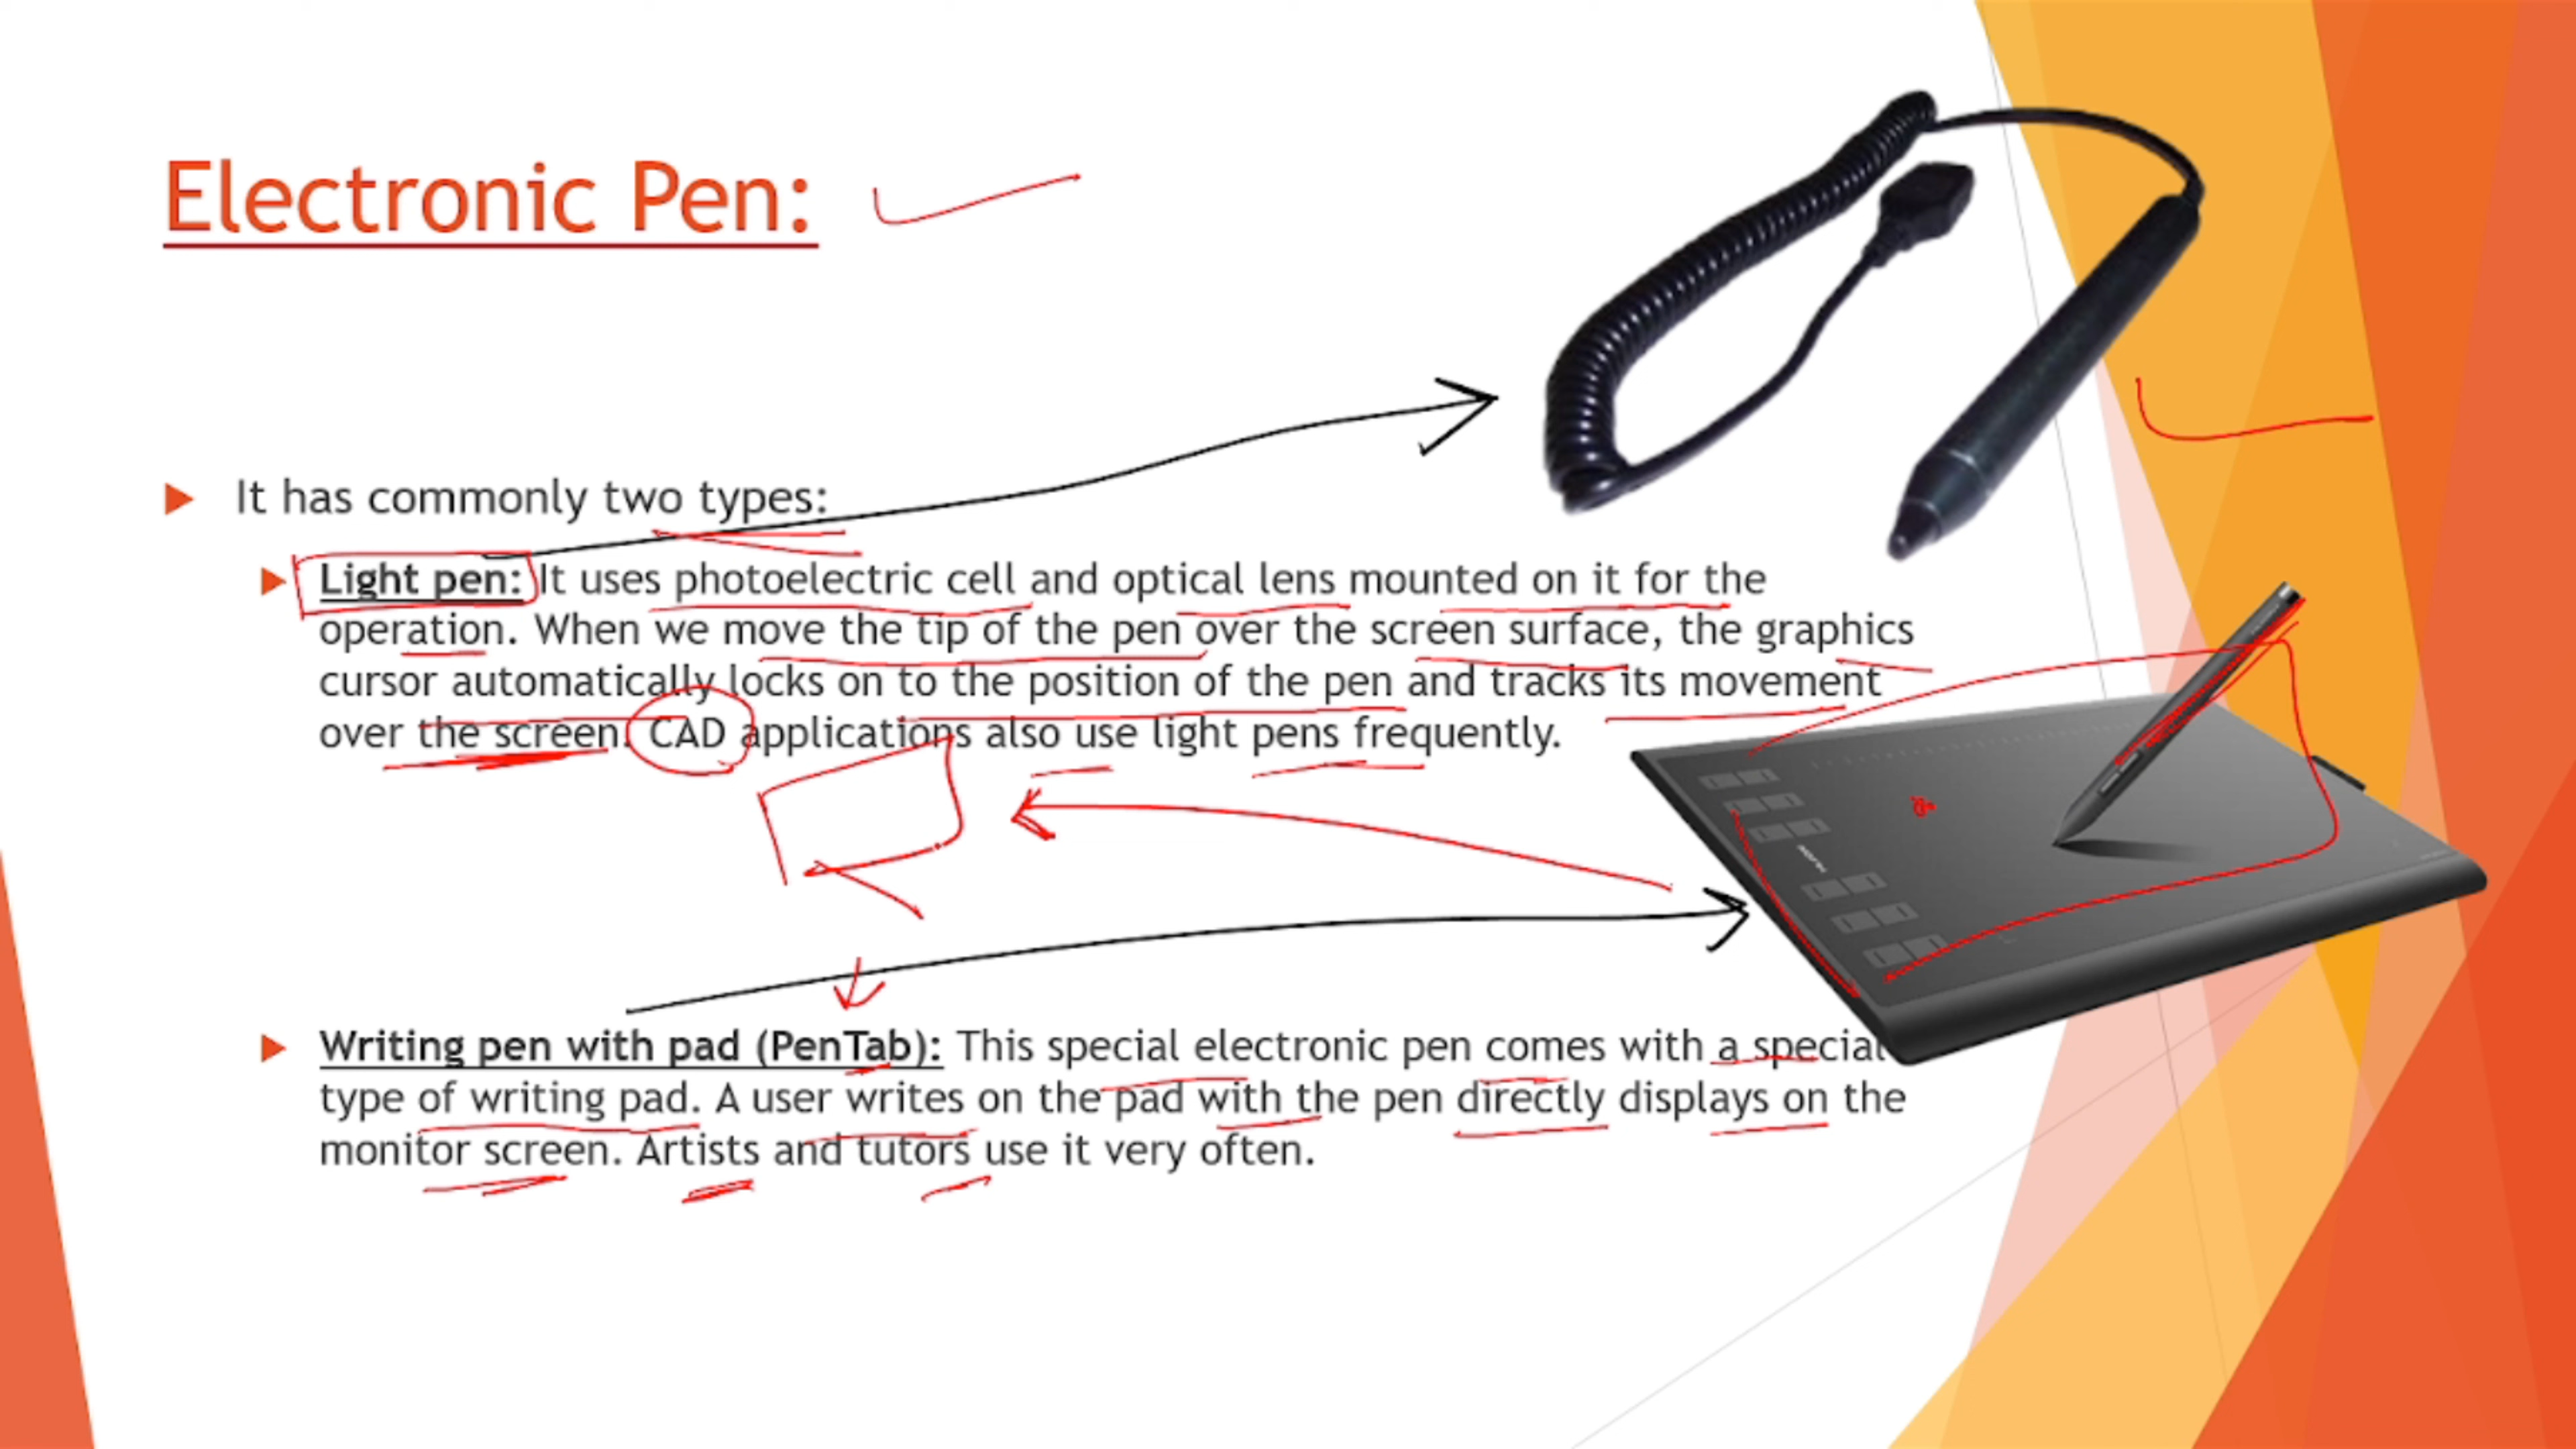 Electronic Pen:
It has commonly two types:
Light pen: It uses photoelectric cell and optical lens mounted on it for the
operation. When we move the tip of the pen over the screen surface, the graphics
cursor automatically locks on to the position of the pen and tracks its movement
over the screen. CAD applications also use light pens frequently.
Writing pen with pad (PenTab): This special electronic pen comes with a special
type of writing pad. A user writes on the pad with the pen directly displays on the
monitor screen. Artists and tutors use it very often.